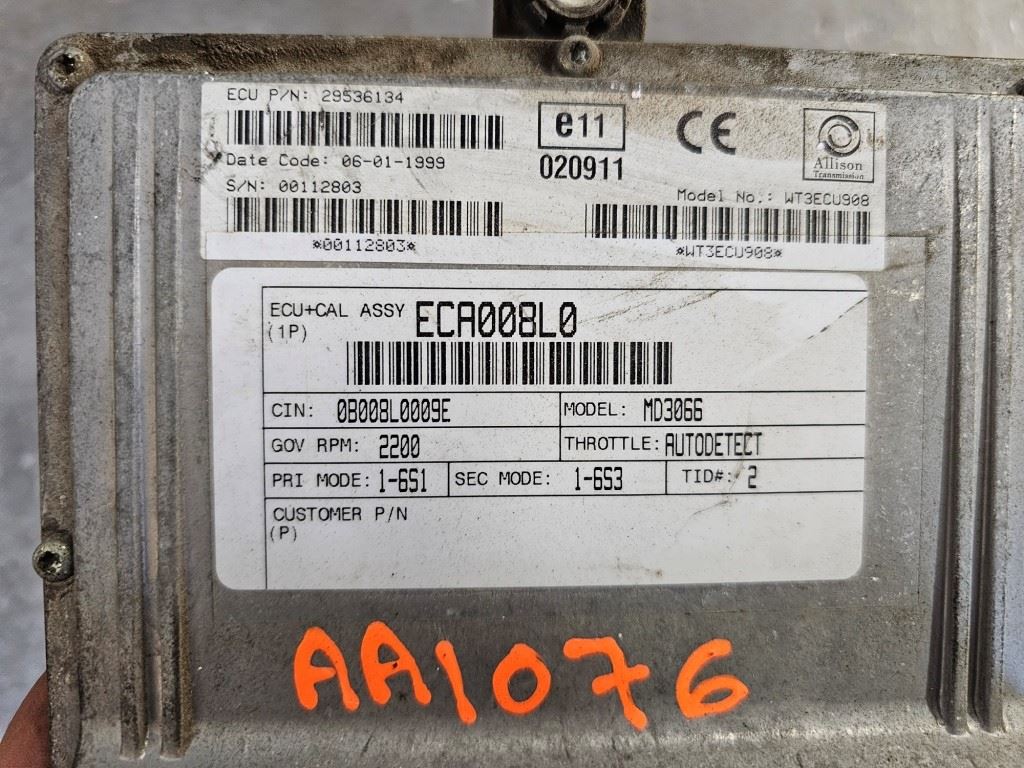 ECU P/N: 29536134
e11
CE
Date Code: 06-01-1999
020911
Allison
Transmission
S/N: 00112803
Model No.: WT3ECU908
*00112803*
*WT3ECU908*
ECU+CAL ASSY ECA008L0
(1P)
CIN: 0B008L0009E MODEL: MD3066
GOV RPM: 2200 THROTTLE: AUTODETECT
PRI MODE: 1-6S1 SEC MODE: 1-6S3 TID#: 2
CUSTOMER P/N
(P)
AA1076